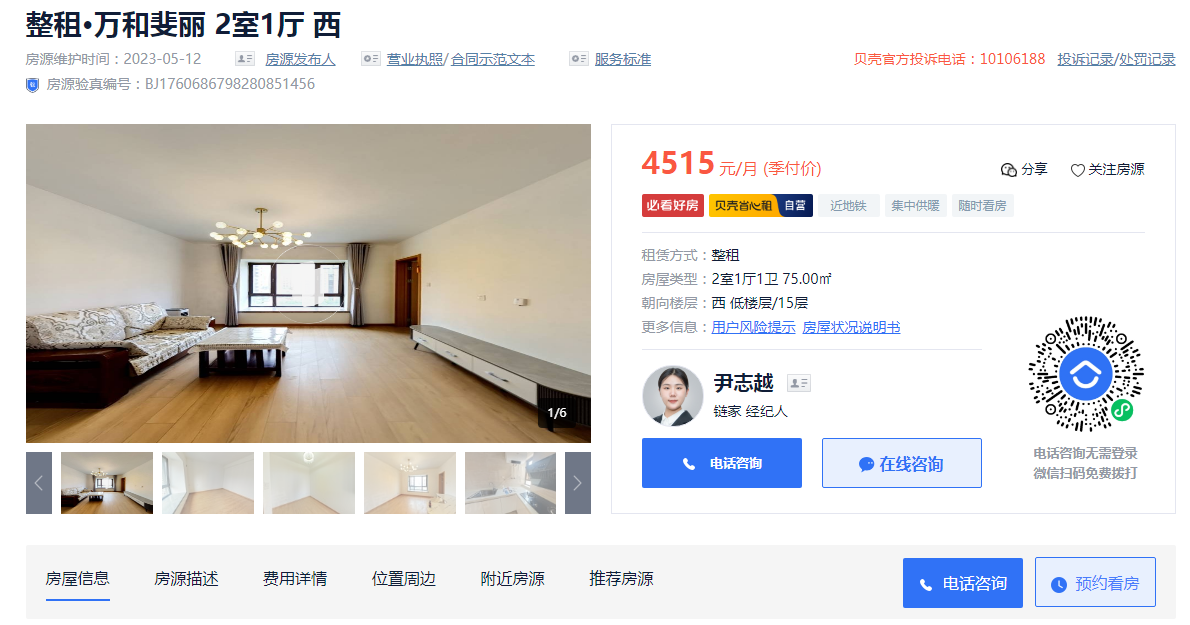 整租·万和斐丽 2室1厅 西
房源维护时间：2023-05-12 房源发布人 营业执照/合同示范文本 服务标准 贝壳官方投诉电话：10106188 投诉记录/处罚记录
房源验真编号：BJ1760686798280851456
4515 元/月 (季付价) 分享 关注房源
必看好房 贝壳省心租 自营 近地铁 集中供暖 随时看房
租赁方式：整租
房屋类型：2室1厅1卫 75.00㎡
朝向楼层：西 低楼层/15层
更多信息：用户风险提示 房屋状况说明书
尹志越
链家 经纪人
1/6
电话咨询 在线咨询
电话咨询无需登录
微信扫码免费拨打
房屋信息 房源描述 费用详情 位置周边 附近房源 推荐房源 电话咨询 预约看房